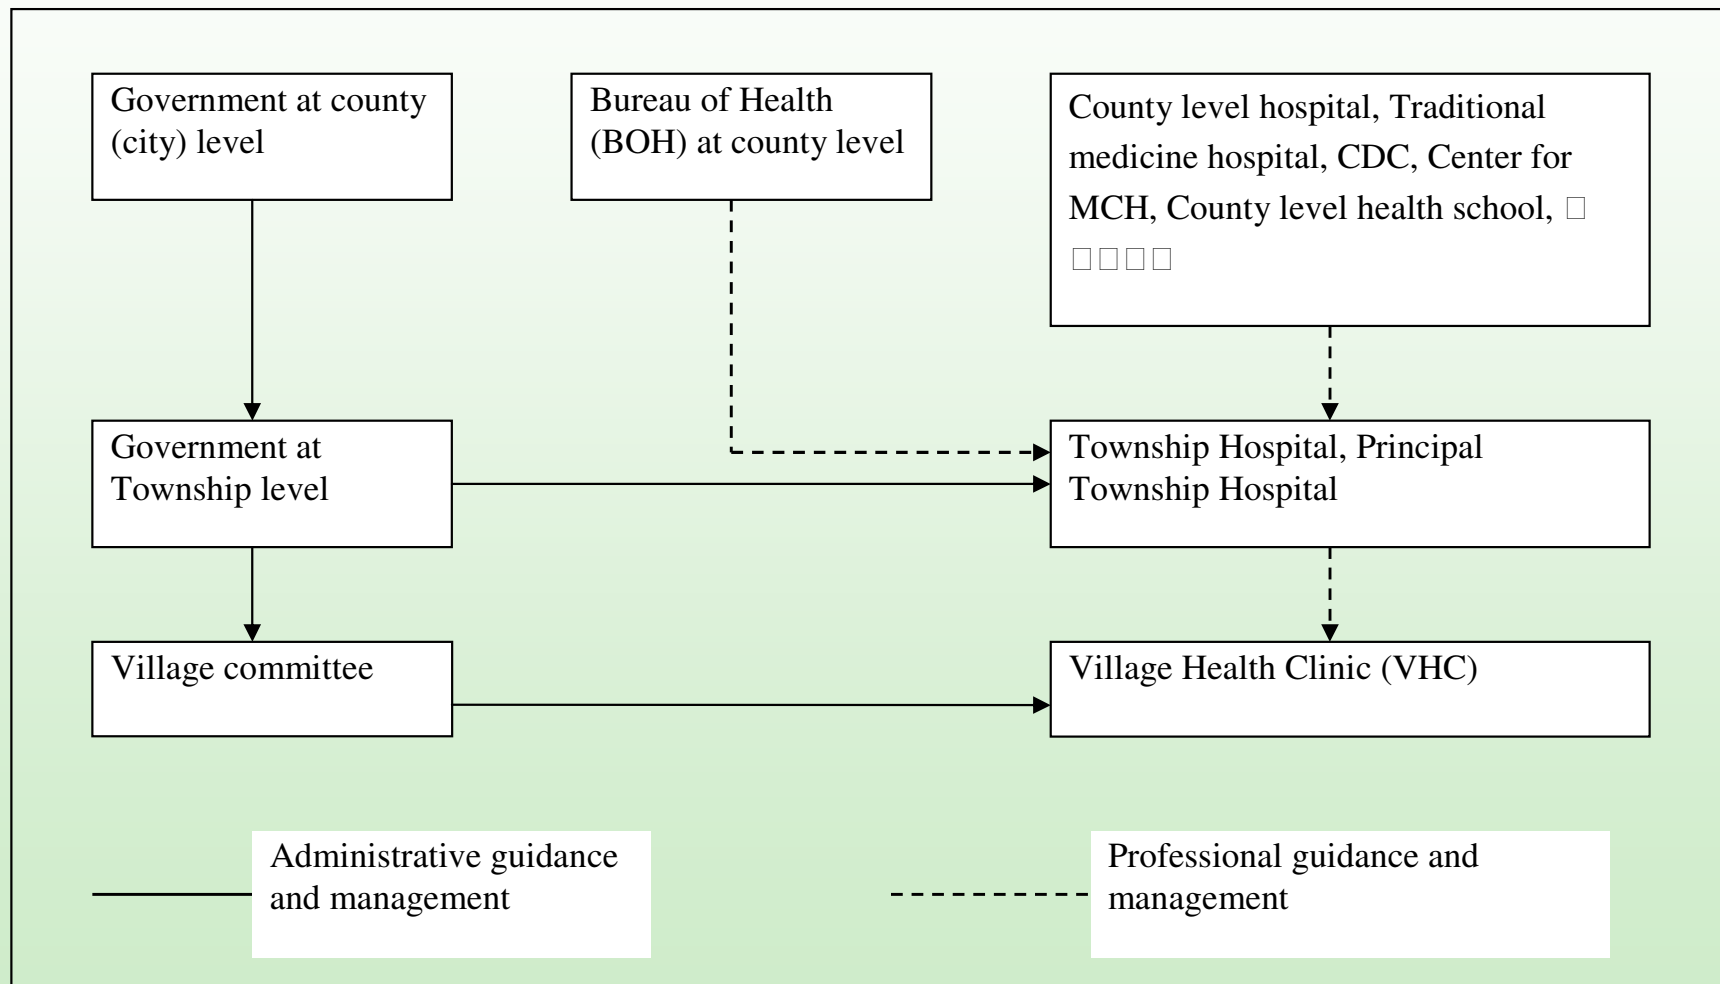 Government at county
(city) level
Bureau of Health
(BOH) at county level
County level hospital, Traditional
medicine hospital, CDC, Center for
MCH, County level health school,
Government at
Township level
Township Hospital, Principal
Township Hospital
Village committee
Village Health Clinic (VHC)
Administrative guidance
and management
Professional guidance and
management